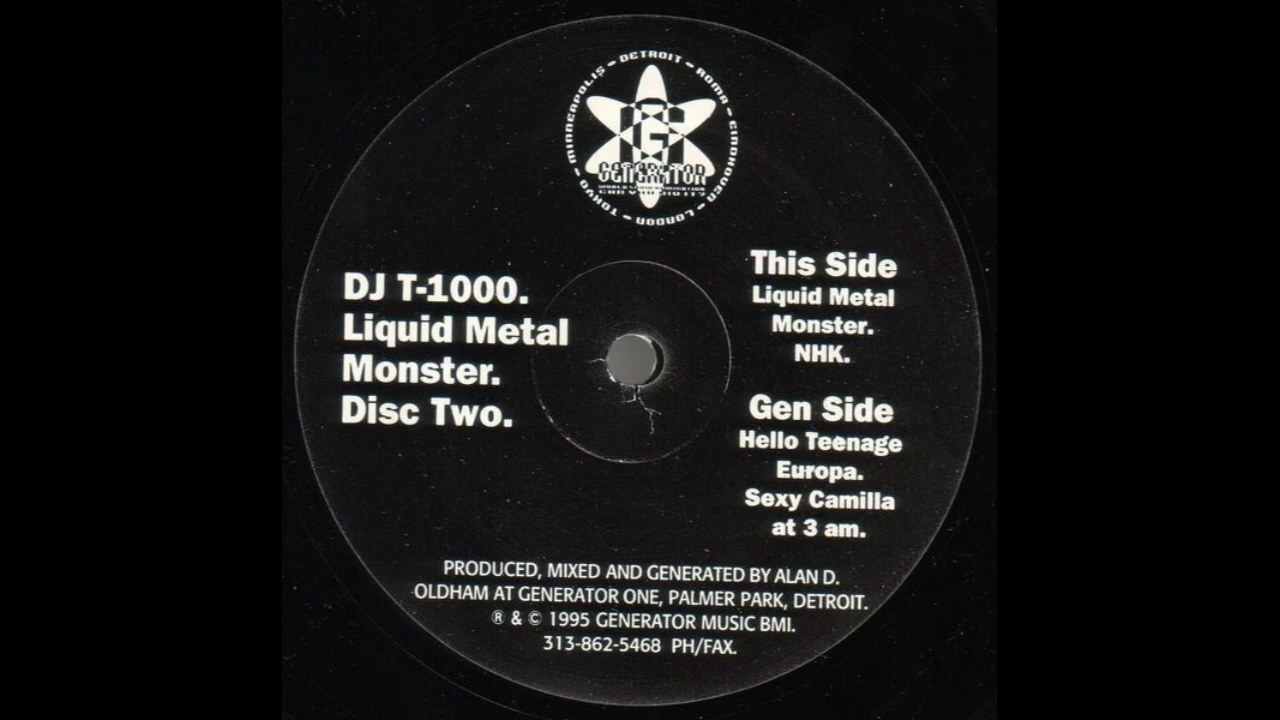 DETROIT - ROMA - EINDHOVEN - LONDON - TOKYO - MINNEAPOLIS -
G
GENERATOR
DJ T-1000.
Liquid Metal
Monster.
Disc Two.
This Side
Liquid Metal
Monster.
NHK.
Gen Side
Hello Teenage
Europa.
Sexy Camilla
at 3 am.
PRODUCED, MIXED AND GENERATED BY ALAN D.
OLDHAM AT GENERATOR ONE, PALMER PARK, DETROIT.
® & © 1995 GENERATOR MUSIC BMI.
313-862-5468 PH/FAX.